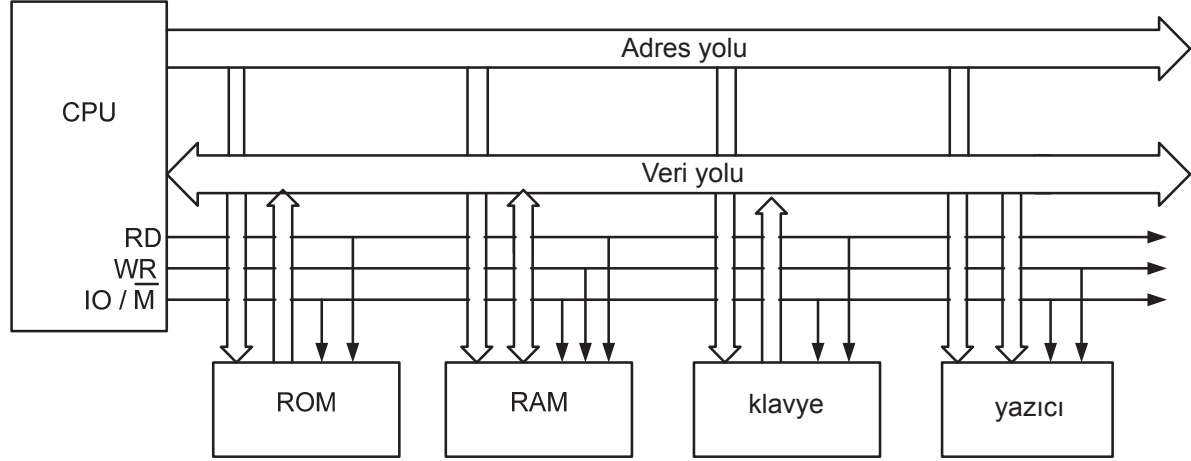 Adres yolu
CPU
Veri yolu
RD
WR
IO / M̅
ROM
RAM
klavye
yazıcı